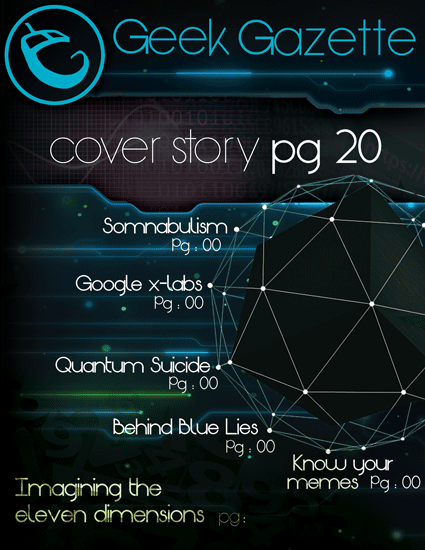 Geek Gazette
cover story pg 20
Somnabulism
Pg : 00
Google x-labs
Pg : 00
Quantum Suicide
Pg : 00
Behind Blue Lies
Pg : 00
Know your
memes Pg : 00
Imagining the
eleven dimensions pg: